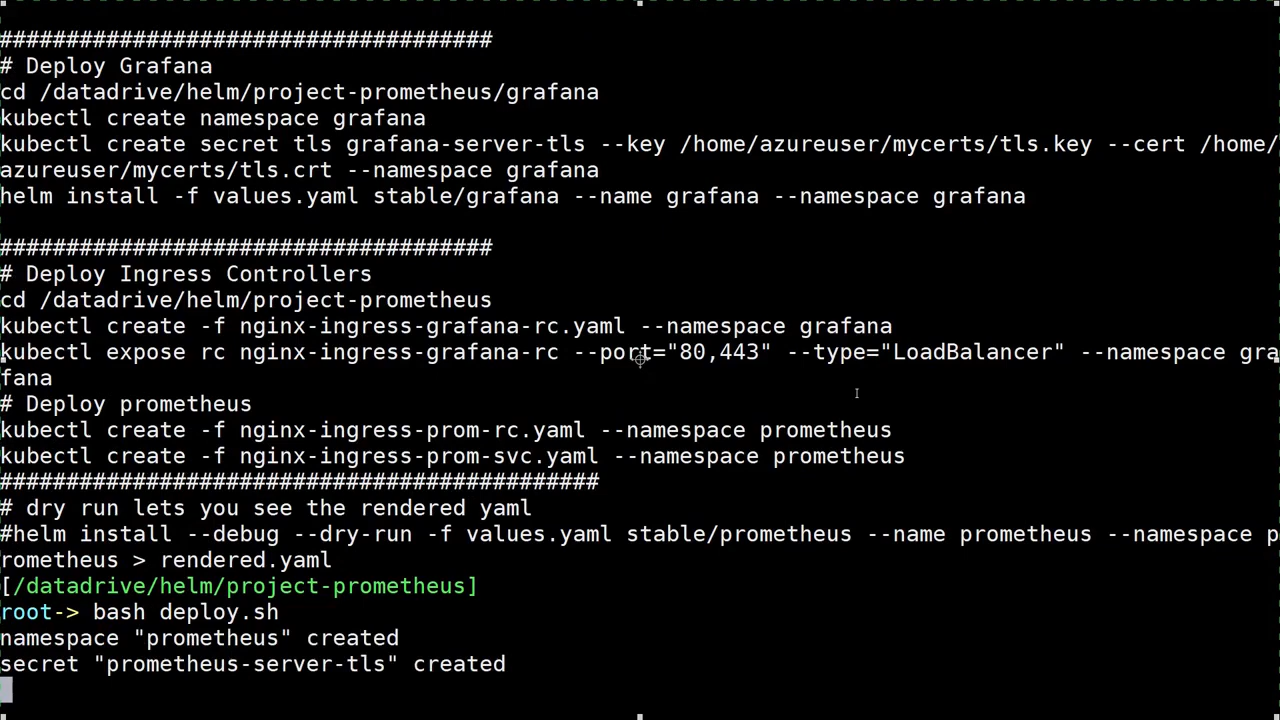 #####################################
# Deploy Grafana
cd /datadrive/helm/project-prometheus/grafana
kubectl create namespace grafana
kubectl create secret tls grafana-server-tls --key /home/azureuser/mycerts/tls.key --cert /home/
azureuser/mycerts/tls.crt --namespace grafana
helm install -f values.yaml stable/grafana --name grafana --namespace grafana
#####################################
# Deploy Ingress Controllers
cd /datadrive/helm/project-prometheus
kubectl create -f nginx-ingress-grafana-rc.yaml --namespace grafana
kubectl expose rc nginx-ingress-grafana-rc --port="80,443" --type="LoadBalancer" --namespace gra
fana
# Deploy prometheus
kubectl create -f nginx-ingress-prom-rc.yaml --namespace prometheus
kubectl create -f nginx-ingress-prom-svc.yaml --namespace prometheus
#############################################
# dry run lets you see the rendered yaml
#helm install --debug --dry-run -f values.yaml stable/prometheus --name prometheus --namespace p
rometheus > rendered.yaml
[/datadrive/helm/project-prometheus]
root-> bash deploy.sh
namespace "prometheus" created
secret "prometheus-server-tls" created